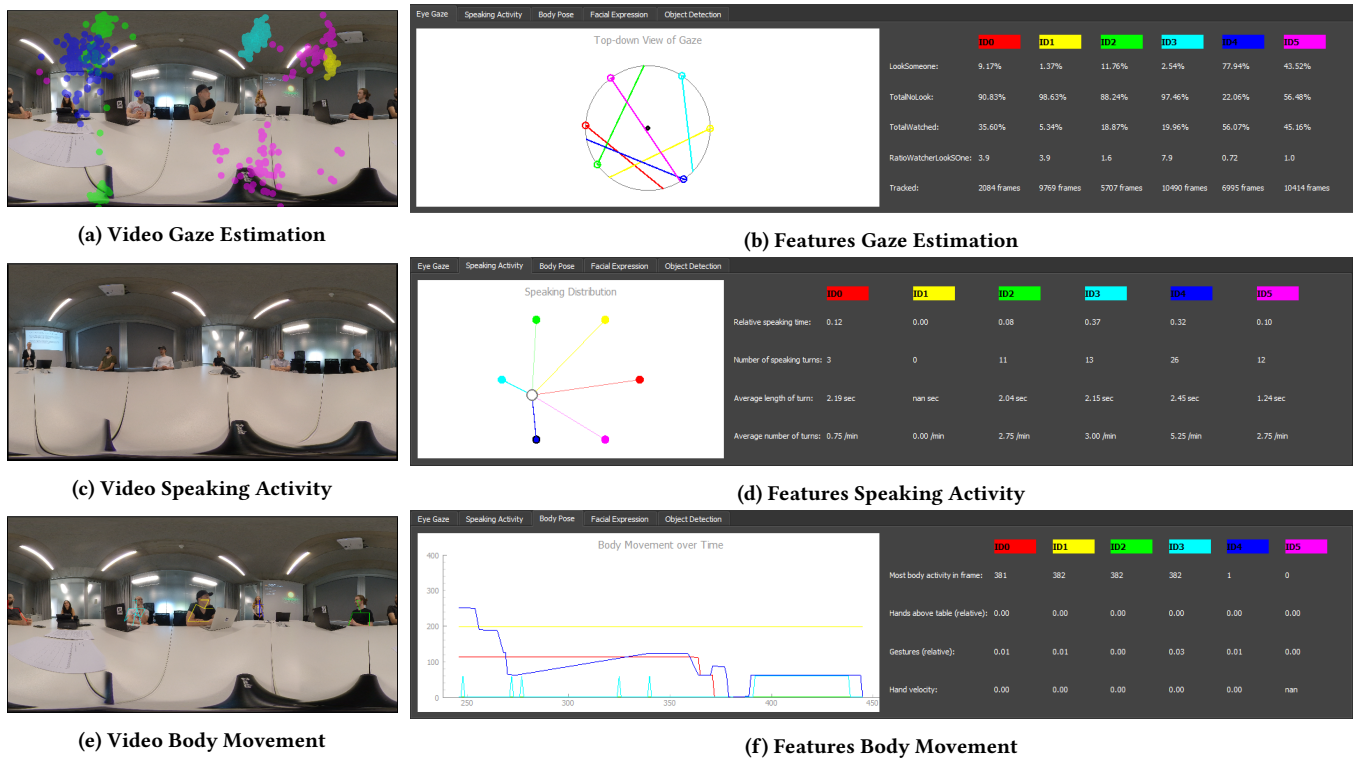 Eye Gaze Speaking Activity Body Pose Facial Expression Object Detection
Top-down View of Gaze
ID0 ID1 ID2 ID3 ID4 ID5
LookSomeone: 9.17% 1.37% 11.76% 2.54% 77.94% 43.52%
TotalNoLook: 90.83% 98.63% 88.24% 97.46% 22.06% 56.48%
TotalWatched: 35.60% 5.34% 18.87% 19.96% 56.07% 45.16%
RatioWatcherLookSOne: 3.9 3.9 1.6 7.9 0.72 1.0
Tracked: 2084 frames 9769 frames 5707 frames 10490 frames 6995 frames 10414 frames
(a) Video Gaze Estimation
(b) Features Gaze Estimation
Eye Gaze Speaking Activity Body Pose Facial Expression Object Detection
Speaking Distribution
ID0 ID1 ID2 ID3 ID4 ID5
Relative speaking time: 0.12 0.00 0.08 0.37 0.32 0.10
Number of speaking turns: 3 0 11 13 26 12
Average length of turn: 2.19 sec nan sec 2.04 sec 2.15 sec 2.45 sec 1.24 sec
Average number of turns: 0.75 /min 0.00 /min 2.75 /min 3.00 /min 5.25 /min 2.75 /min
(c) Video Speaking Activity
(d) Features Speaking Activity
Eye Gaze Speaking Activity Body Pose Facial Expression Object Detection
Body Movement over Time
400
300
200
100
0
250 300 350 400 450
ID0 ID1 ID2 ID3 ID4 ID5
Most body activity in frame: 381 382 382 382 1 0
Hands above table (relative): 0.00 0.00 0.00 0.00 0.00 0.00
Gestures (relative): 0.01 0.01 0.00 0.03 0.01 0.00
Hand velocity: 0.00 0.00 0.00 0.00 0.00 nan
(e) Video Body Movement
(f) Features Body Movement